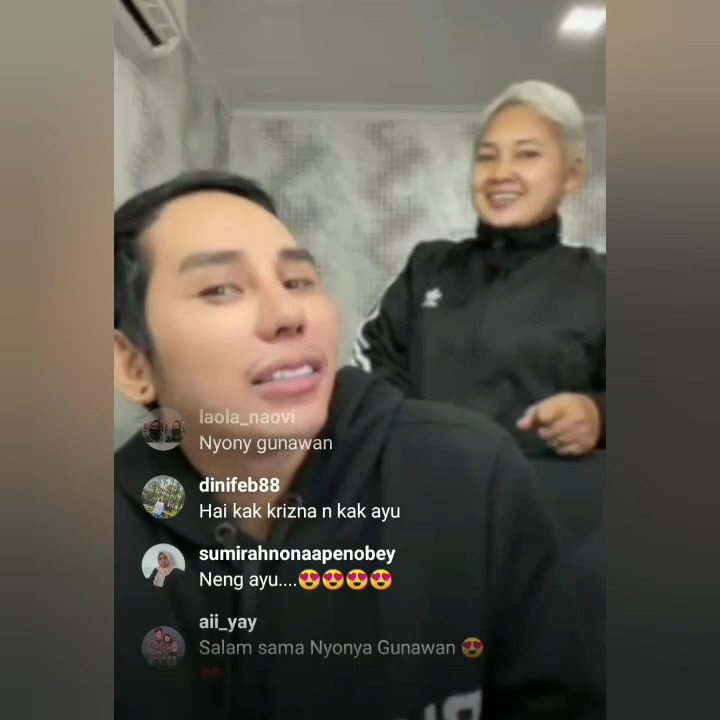 laola_naovi
Nyony gunawan
dinifeb88
Hai kak krizna n kak ayu
sumirahnonaapenobey
Neng ayu....😍😍😍😍
aii_yay
Salam sama Nyonya Gunawan 😍